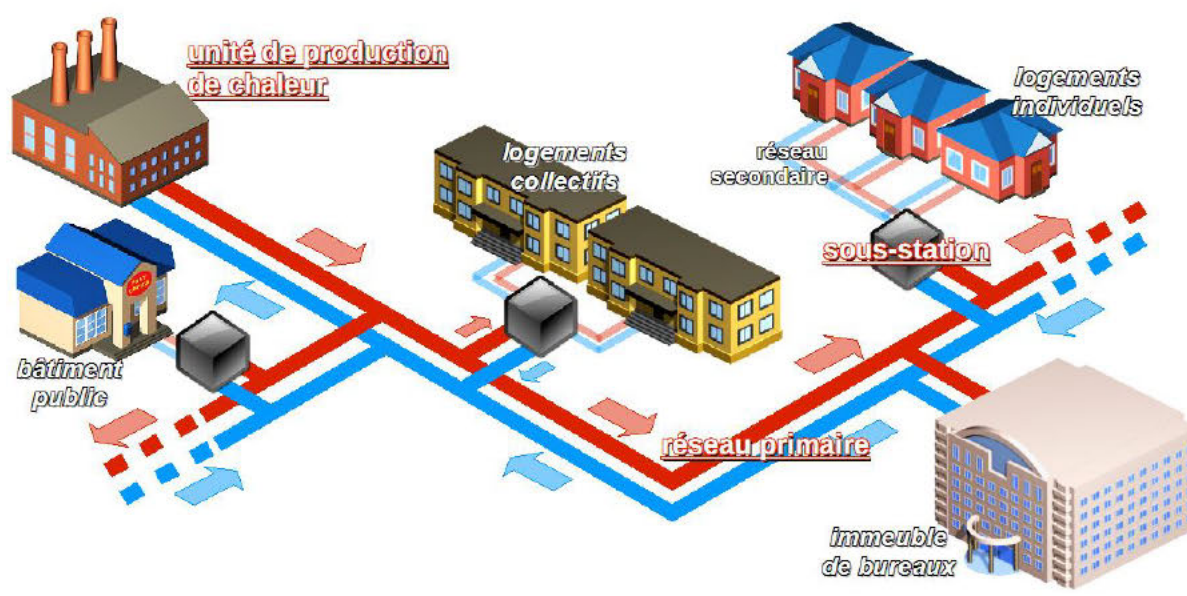 unité de production
de chaleur
logements
individuels
logements
collectifs
réseau
secondaire
sous-station
bâtiment
public
réseau primaire
immeuble
de bureaux